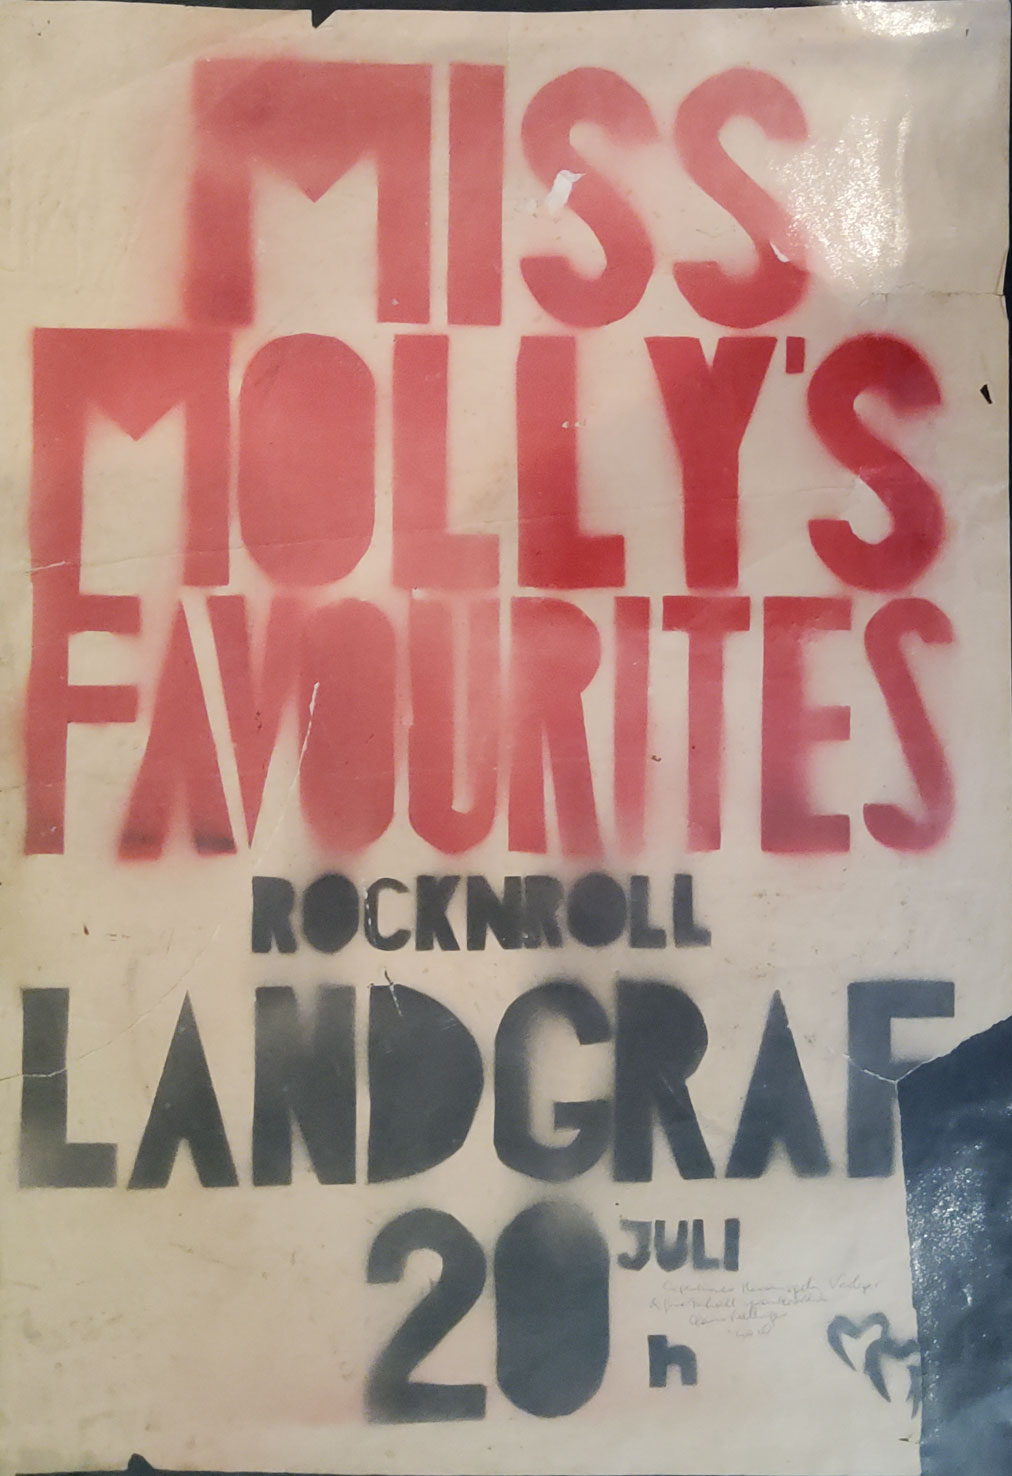 MISS
MOLLY'S
FAVOURITES
ROCKNROLL
LANDGRAF
20 JULI
h